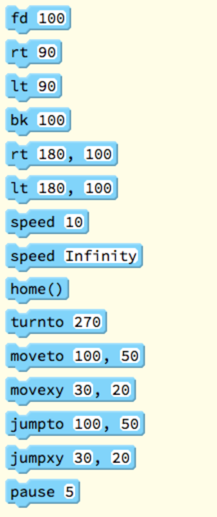 fd 100
rt 90
lt 90
bk 100
rt 180, 100
lt 180, 100
speed 10
speed Infinity
home()
turnto 270
moveto 100, 50
movexy 30, 20
jumpto 100, 50
jumpxy 30, 20
pause 5